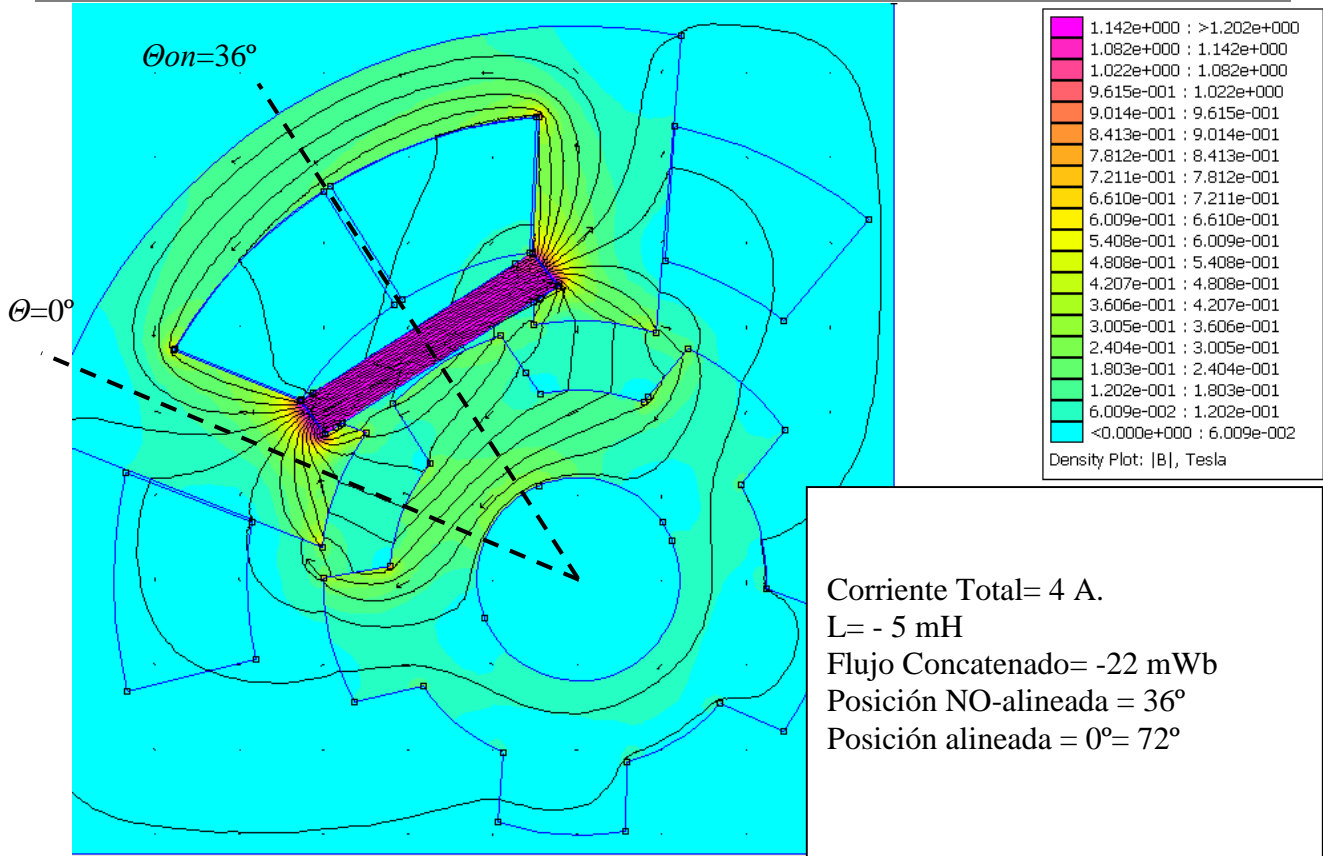 Θon=36º
Θ=0º
1.142e+000 : >1.202e+000
1.082e+000 : 1.142e+000
1.022e+000 : 1.082e+000
9.615e-001 : 1.022e+000
9.014e-001 : 9.615e-001
8.413e-001 : 9.014e-001
7.812e-001 : 8.413e-001
7.211e-001 : 7.812e-001
6.610e-001 : 7.211e-001
6.009e-001 : 6.610e-001
5.408e-001 : 6.009e-001
4.808e-001 : 5.408e-001
4.207e-001 : 4.808e-001
3.606e-001 : 4.207e-001
3.005e-001 : 3.606e-001
2.404e-001 : 3.005e-001
1.803e-001 : 2.404e-001
1.202e-001 : 1.803e-001
6.009e-002 : 1.202e-001
<0.000e+000 : 6.009e-002
Density Plot: |B|, Tesla
Corriente Total= 4 A.
L= - 5 mH
Flujo Concatenado= -22 mWb
Posición NO-alineada = 36º
Posición alineada = 0º= 72º